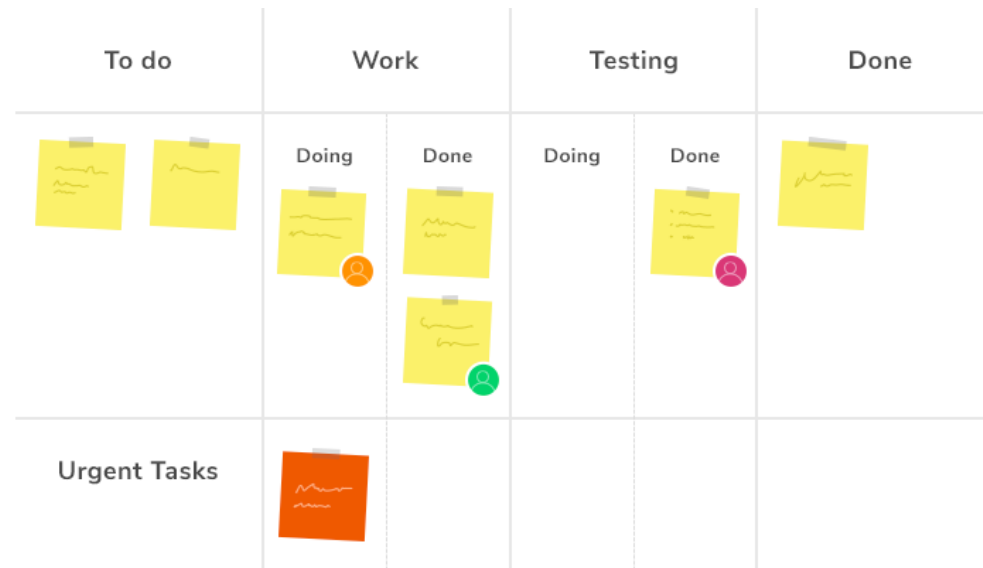 To do
Work
Testing
Done
Doing
Done
Doing
Done
Urgent Tasks